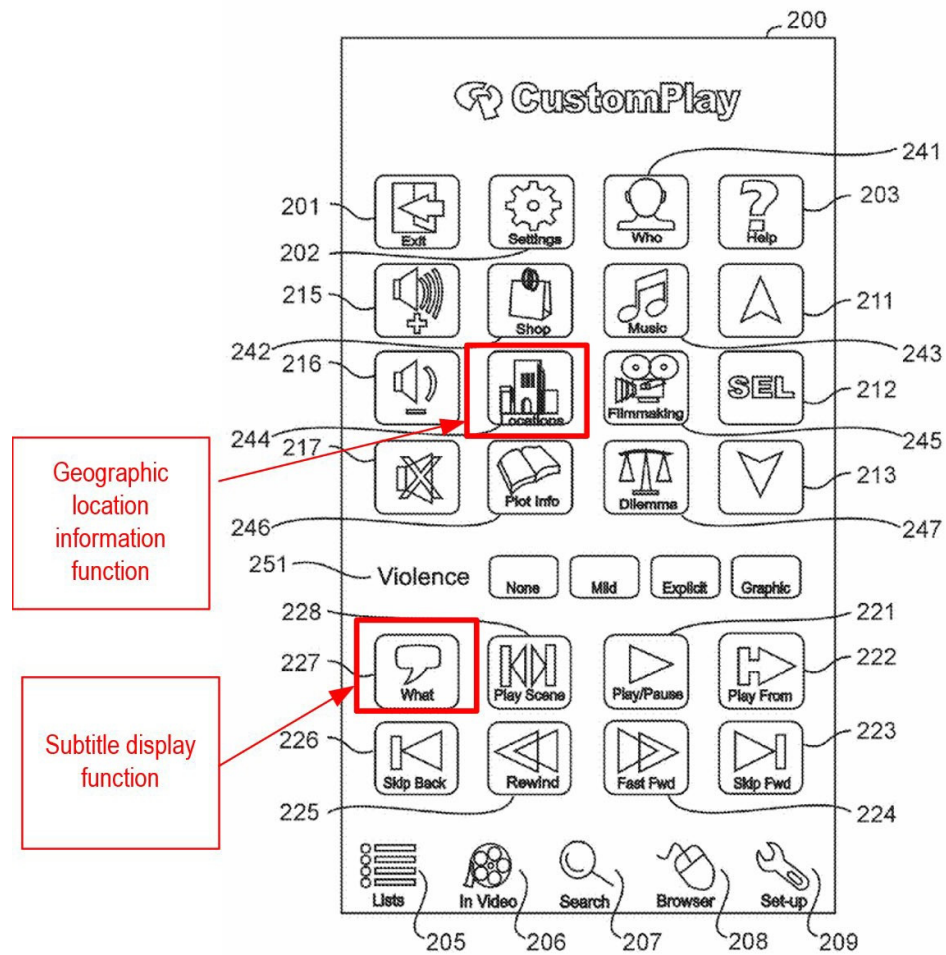 200
CustomPlay
241
201
Exit
Settings
Who
Help
203
202
215
Shop
Music
211
242
243
216
Locations
Filmmaking
SEL
212
244
245
217
Plot Info
Dilemma
213
246
247
Geographic
location
information
function
251
Violence
None
Mild
Explicit
Graphic
228
221
227
What
Play Scene
Play/Pause
Play From
222
Subtitle display
function
226
Skip Back
Rewind
Fast Fwd
Skip Fwd
223
225
224
Lists
In Video
Search
Browser
Set-up
205
206
207
208
209